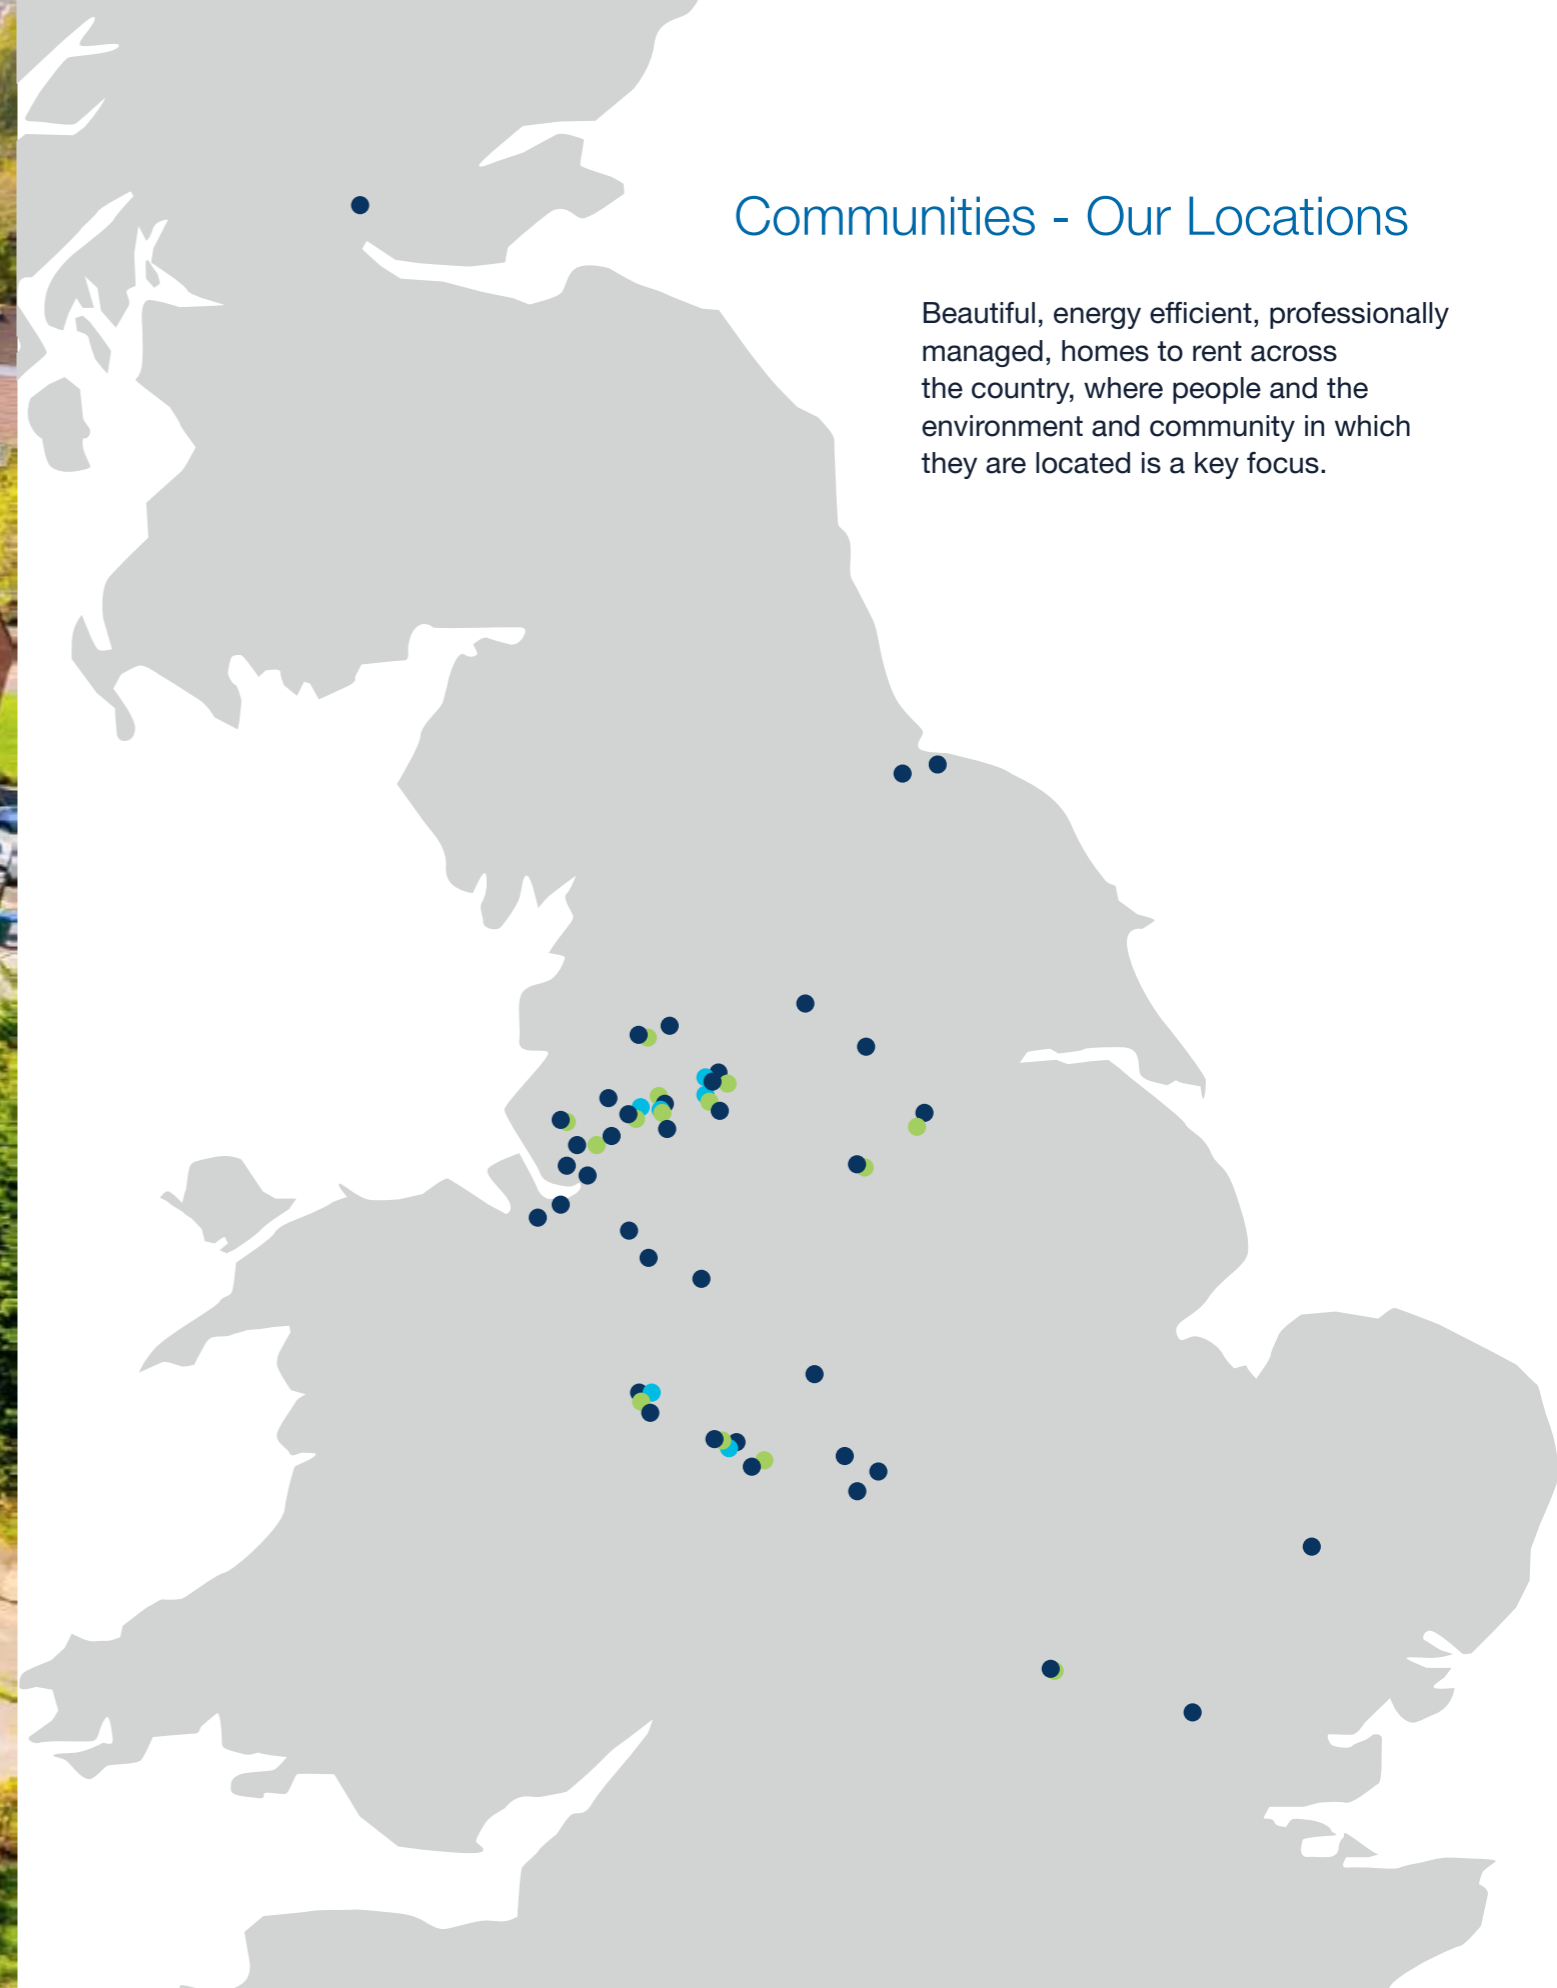 Communities - Our Locations
Beautiful, energy efficient, professionally
managed, homes to rent across
the country, where people and the
environment and community in which
they are located is a key focus.